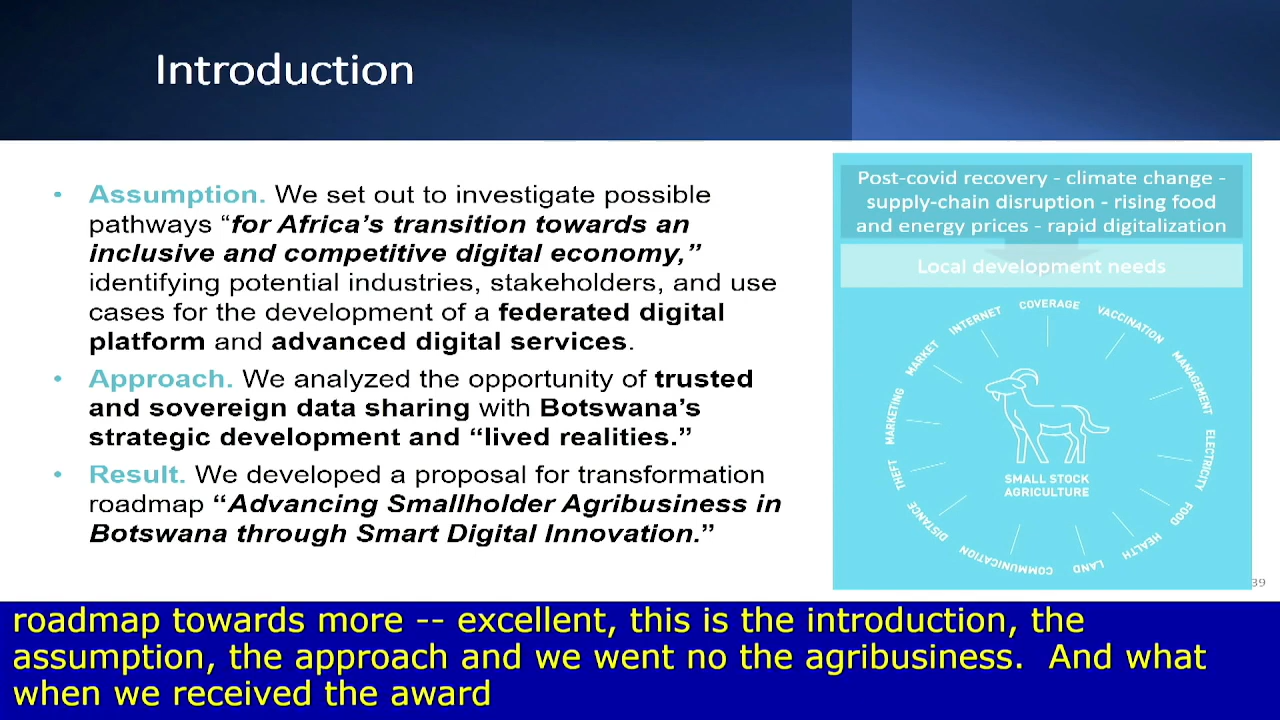 Introduction
• Assumption. We set out to investigate possible
pathways “for Africa’s transition towards an
inclusive and competitive digital economy,”
identifying potential industries, stakeholders, and use
cases for the development of a federated digital
platform and advanced digital services.
• Approach. We analyzed the opportunity of trusted
and sovereign data sharing with Botswana’s
strategic development and “lived realities.”
• Result. We developed a proposal for transformation
roadmap “Advancing Smallholder Agribusiness in
Botswana through Smart Digital Innovation.”
Post-covid recovery - climate change -
supply-chain disruption - rising food
and energy prices - rapid digitalization
Local development needs
COVERAGE
VACCINATION
MANAGEMENT
ELECTRICITY
FOOD
HEALTH
LAND
COMMUNICATION
DISTANCE
THEFT
MARKETING
MARKET
INTERNET
SMALL STOCK
AGRICULTURE
39
roadmap towards more -- excellent, this is the introduction, the
assumption, the approach and we went no the agribusiness.  And what
when we received the award